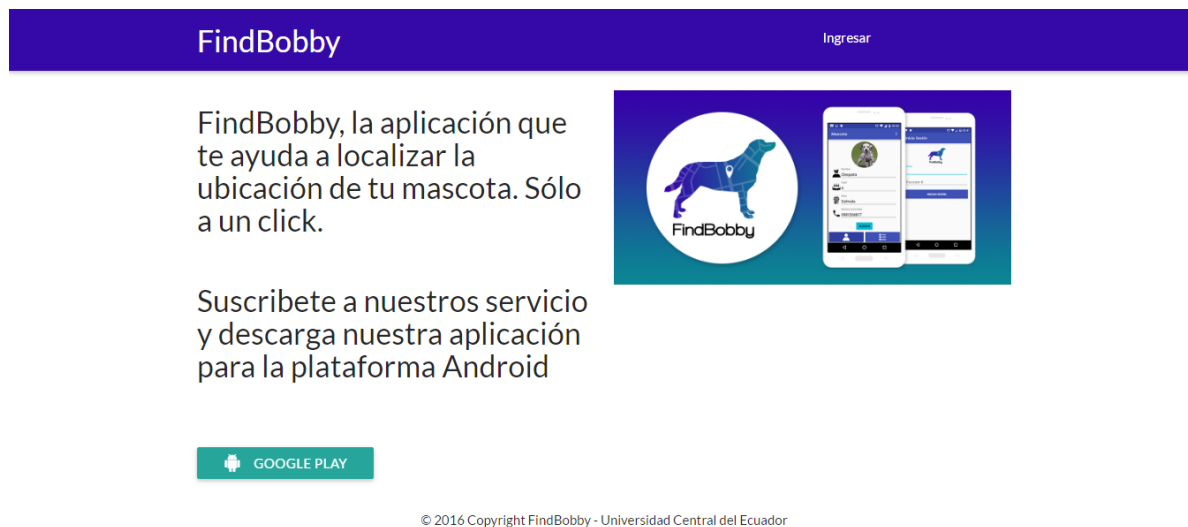 FindBobby
Ingresar
FindBobby, la aplicación que
te ayuda a localizar la
ubicación de tu mascota. Sólo
a un click.
Suscribete a nuestros servicio
y descarga nuestra aplicación
para la plataforma Android
FindBobby
GOOGLE PLAY
© 2016 Copyright FindBobby - Universidad Central del Ecuador